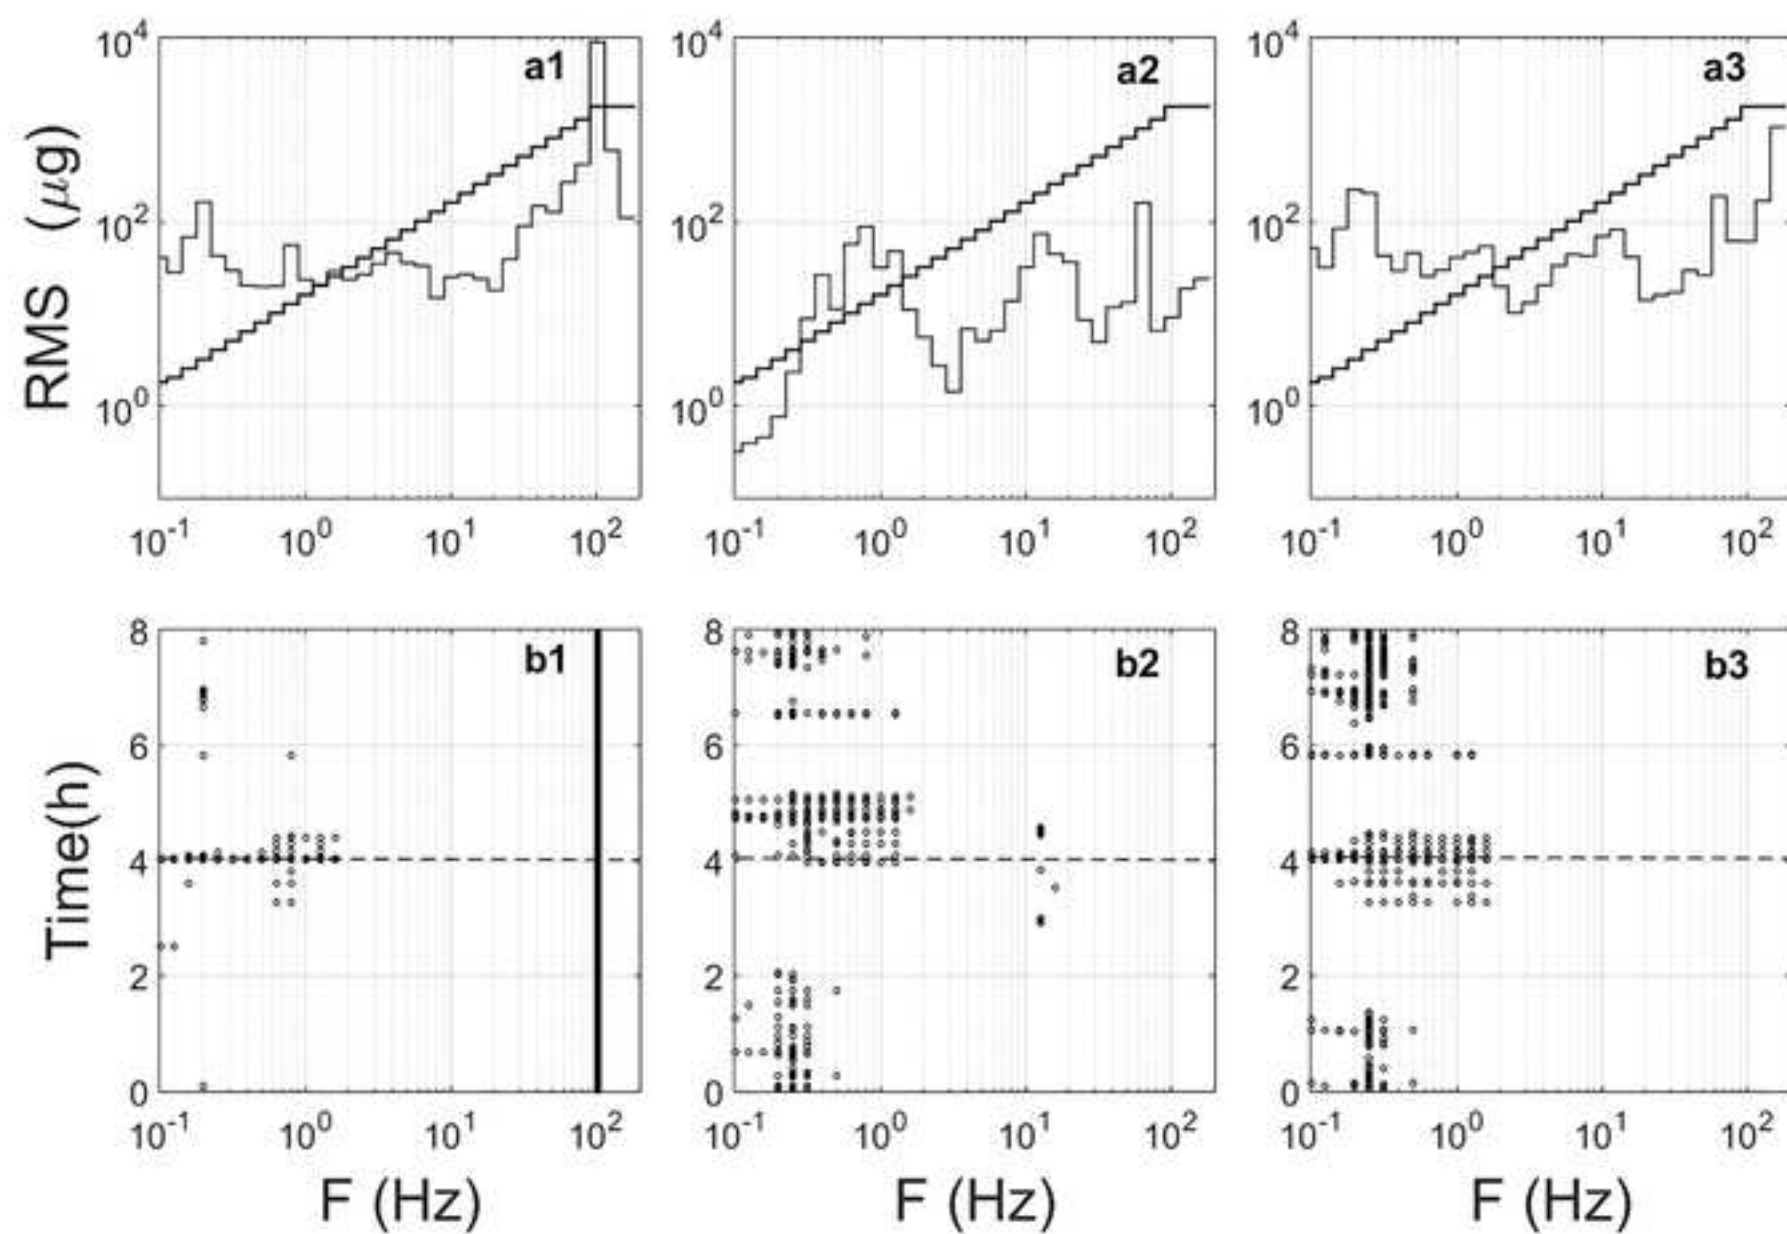 10⁴ a1 10⁴ a2 10⁴ a3
RMS (μg)
10² 10² 10²
10⁰ 10⁰ 10⁰
10⁻¹ 10⁰ 10¹ 10² 10⁻¹ 10⁰ 10¹ 10² 10⁻¹ 10⁰ 10¹ 10²
8 b1 8 b2 8 b3
6 6 6
Time(h)
4 4 4
2 2 2
0 0 0
10⁻¹ 10⁰ 10¹ 10² 10⁻¹ 10⁰ 10¹ 10² 10⁻¹ 10⁰ 10¹ 10²
F (Hz) F (Hz) F (Hz)